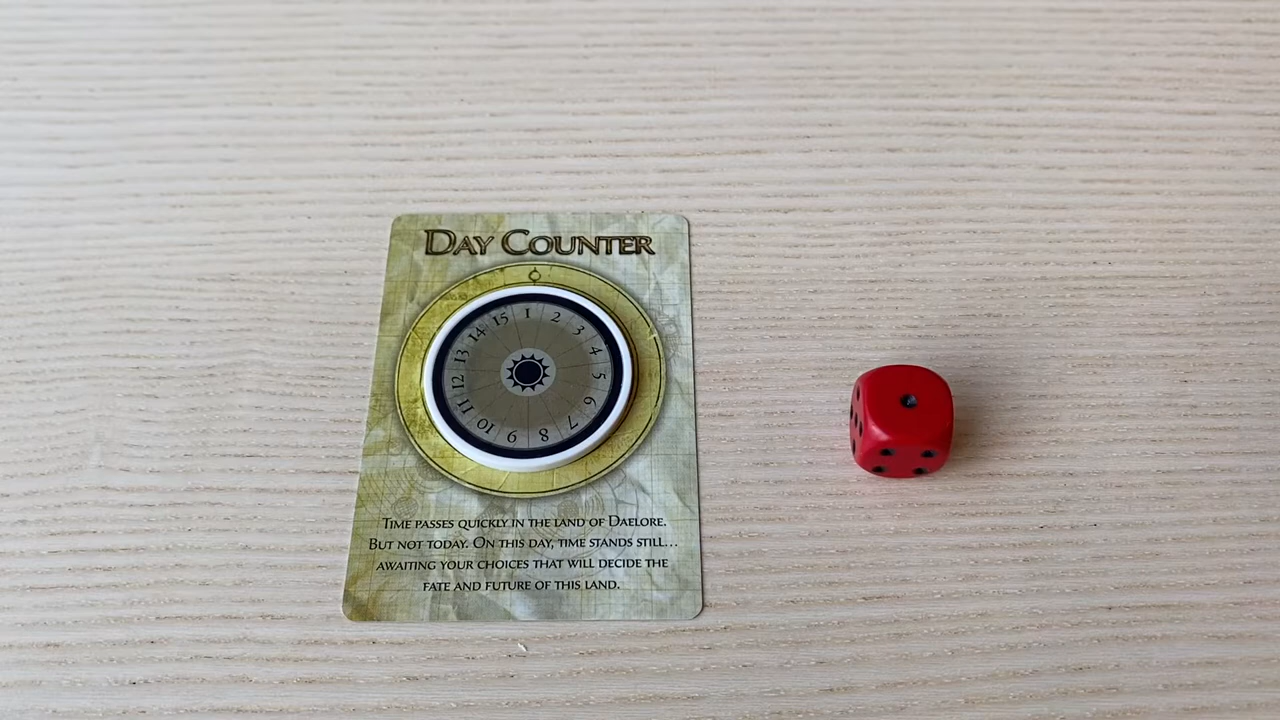 DAY COUNTER
1 2 3 4 5 6 7 8 9 10 11 12 13 14 15
TIME PASSES QUICKLY IN THE LAND OF DAELORE.
BUT NOT TODAY. ON THIS DAY, TIME STANDS STILL...
AWAITING YOUR CHOICES THAT WILL DECIDE THE
FATE AND FUTURE OF THIS LAND.